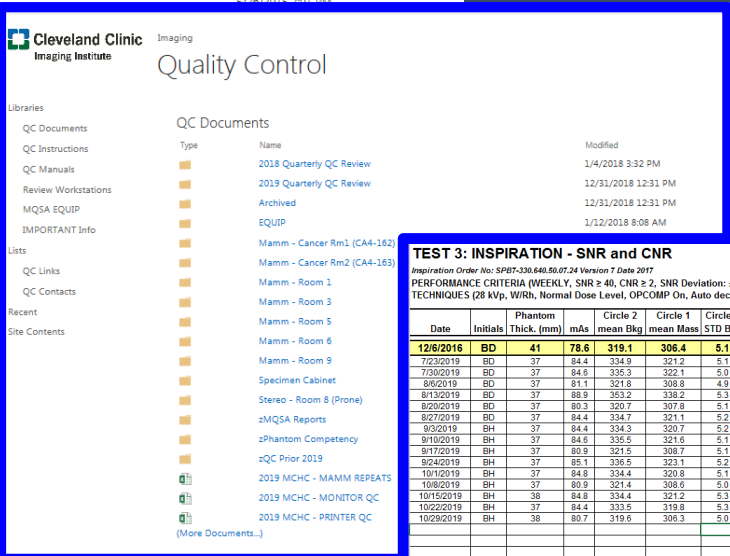 Cleveland Clinic
Imaging Institute
Imaging
Quality Control
Libraries
QC Documents
QC Instructions
QC Manuals
Review Workstations
MQSA EQUIP
IMPORTANT Info
Lists
QC Links
QC Contacts
Recent
Site Contents
QC Documents
Type Name Modified
2018 Quarterly QC Review 1/4/2018 3:32 PM
2019 Quarterly QC Review 12/31/2018 12:31 PM
Archived 12/31/2018 12:31 PM
EQUIP 1/12/2018 8:08 AM
Mamm - Cancer Rm1 (CA4-162)
Mamm - Cancer Rm2 (CA4-163)
Mamm - Room 1
Mamm - Room 3
Mamm - Room 5
Mamm - Room 6
Mamm - Room 9
Specimen Cabinet
Stereo - Room 8 (Prone)
zMQSA Reports
zPhantom Competency
zQC Prior 2019
2019 MCHC - MAMM REPEATS
2019 MCHC - MONITOR QC
2019 MCHC - PRINTER QC
(More Documents...)
TEST 3: INSPIRATION - SNR and CNR
Inspiration Order No: SPB7-330.640.50.07.24 Version 7 Date 2017
PERFORMANCE CRITERIA (WEEKLY, SNR ≥ 40, CNR ≥ 2, SNR Deviation:
TECHNIQUES (28 kVp, W/Rh, Normal Dose Level, OPCOMP On, Auto dec
Phantom Circle 2 Circle 1 Circle
Date Initials Thick. (mm) mAs mean Bkg mean Mass STD B
12/6/2016 BD 41 78.6 319.1 306.4 5.1
7/23/2019 BD 37 84.4 334.9 321.2 5.1
7/30/2019 BD 37 84.6 335.3 322.1 5.0
8/6/2019 BD 37 81.1 321.8 308.8 4.9
8/13/2019 BD 37 88.9 353.2 338.2 5.3
8/20/2019 BD 37 80.3 320.7 307.8 5.1
8/27/2019 BD 37 84.4 334.7 321.1 5.2
9/3/2019 BH 37 84.4 334.3 320.7 5.1
9/10/2019 BH 37 84.6 335.5 321.6 5.1
9/17/2019 BH 37 80.9 321.5 308.7 5.1
9/24/2019 BH 37 85.1 336.5 323.1 5.2
10/1/2019 BH 37 84.8 334.4 320.8 5.1
10/8/2019 BH 37 80.9 321.4 308.6 5.0
10/15/2019 BH 38 84.8 334.4 321.2 5.3
10/22/2019 BH 37 84.4 333.5 319.8 5.3
10/29/2019 BH 38 80.7 319.6 306.3 5.0